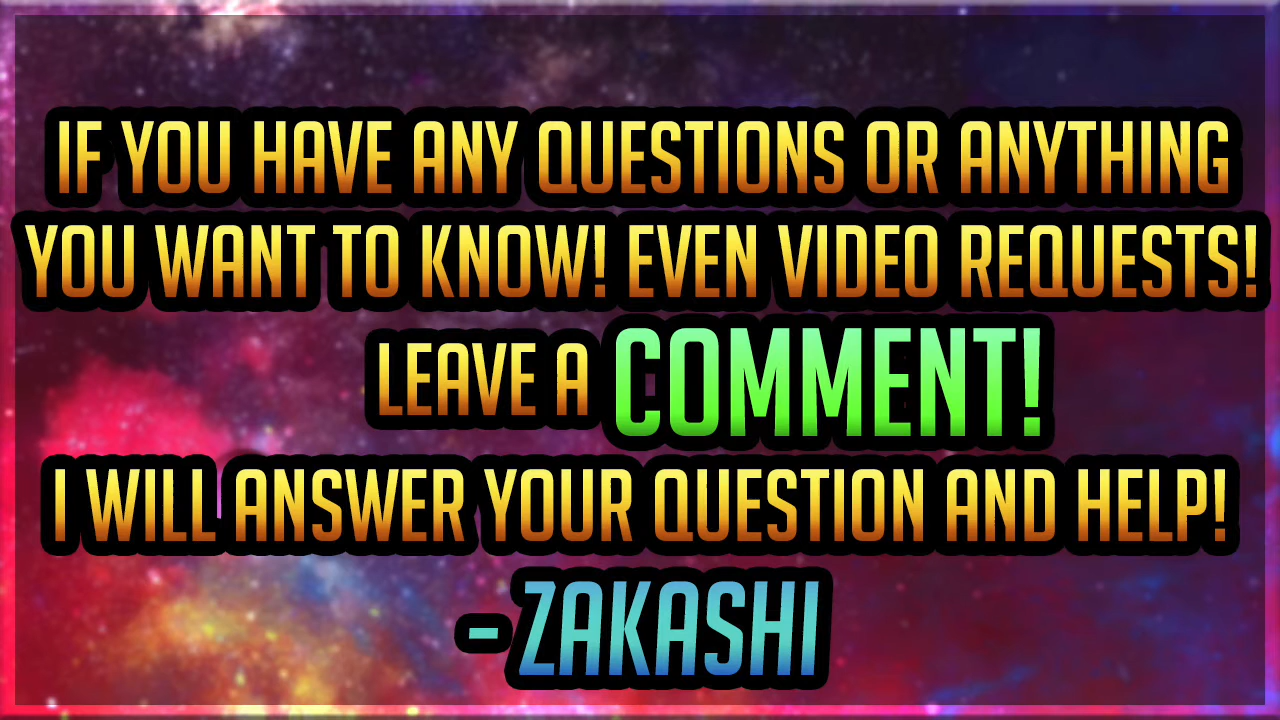 IF YOU HAVE ANY QUESTIONS OR ANYTHING
YOU WANT TO KNOW! EVEN VIDEO REQUESTS!
LEAVE A COMMENT!
I WILL ANSWER YOUR QUESTION AND HELP!
- ZAKASHI